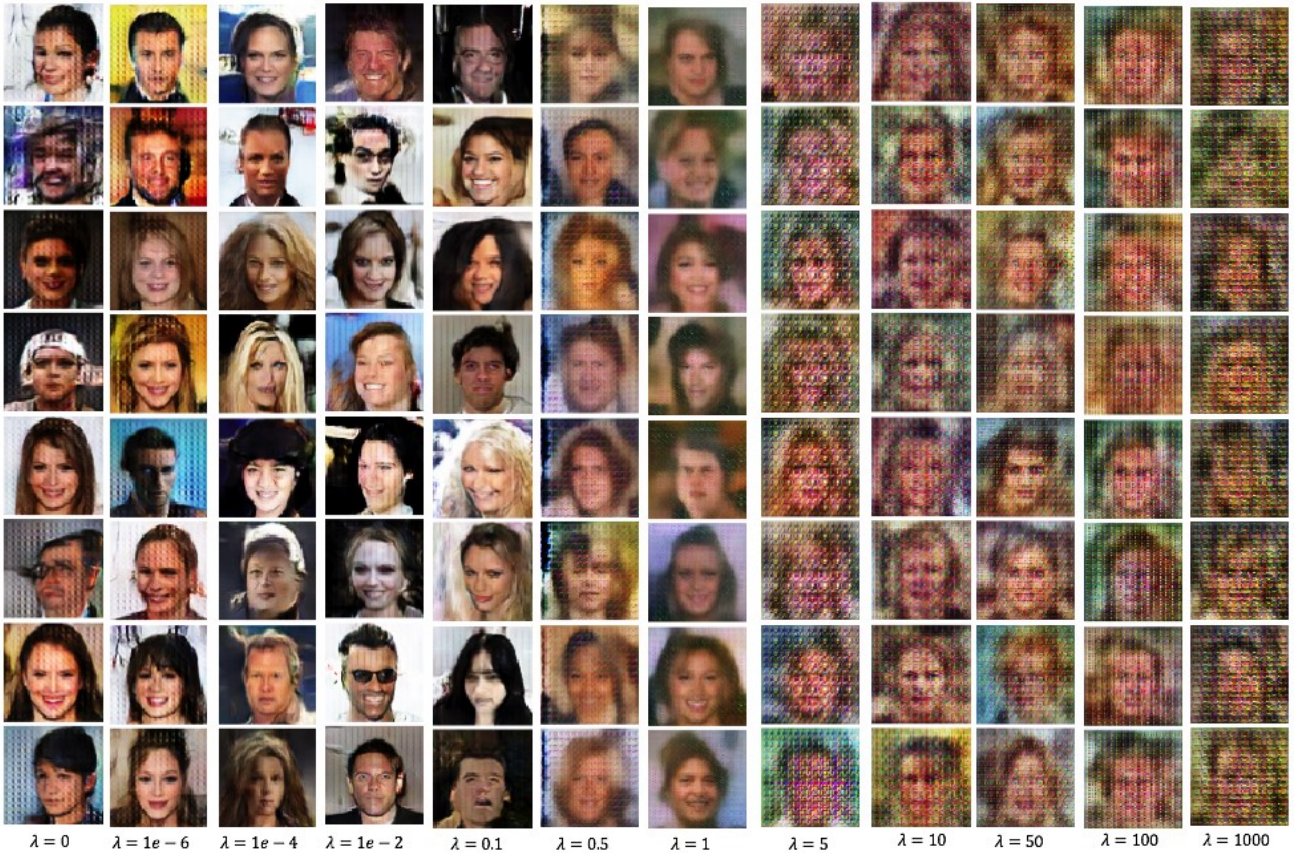 λ = 0 λ = 1e − 6 λ = 1e − 4 λ = 1e − 2 λ = 0.1 λ = 0.5 λ = 1 λ = 5 λ = 10 λ = 50 λ = 100 λ = 1000